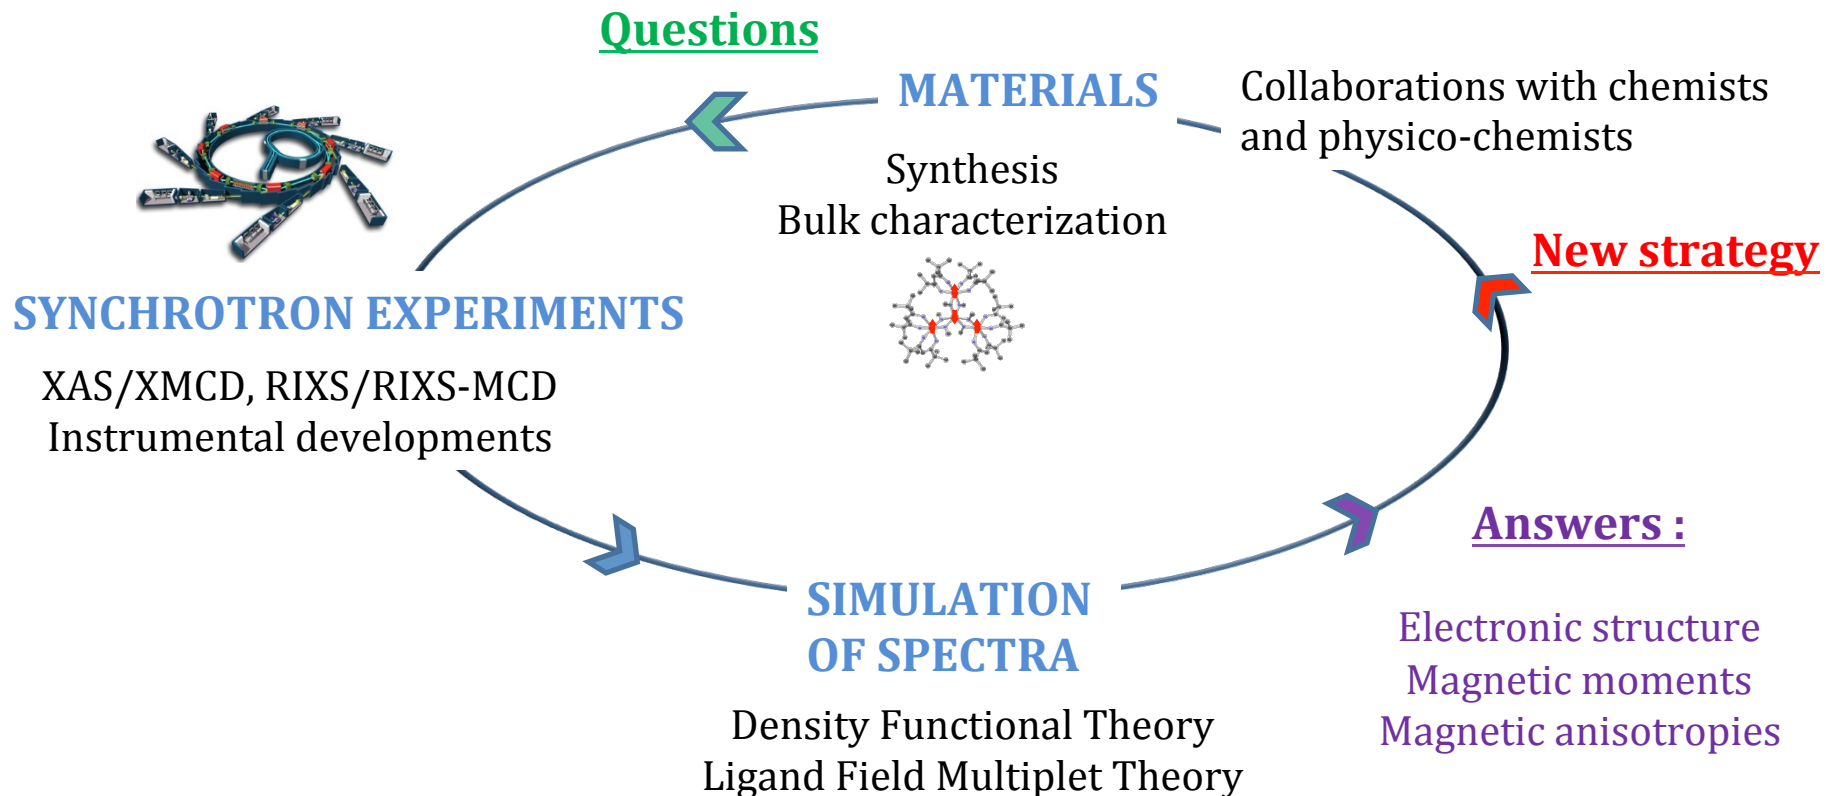 Questions
MATERIALS
Collaborations with chemists
and physico-chemists
Synthesis
Bulk characterization
New strategy
SYNCHROTRON EXPERIMENTS
XAS/XMCD, RIXS/RIXS-MCD
Instrumental developments
Answers :
SIMULATION
OF SPECTRA
Electronic structure
Magnetic moments
Magnetic anisotropies
Density Functional Theory
Ligand Field Multiplet Theory